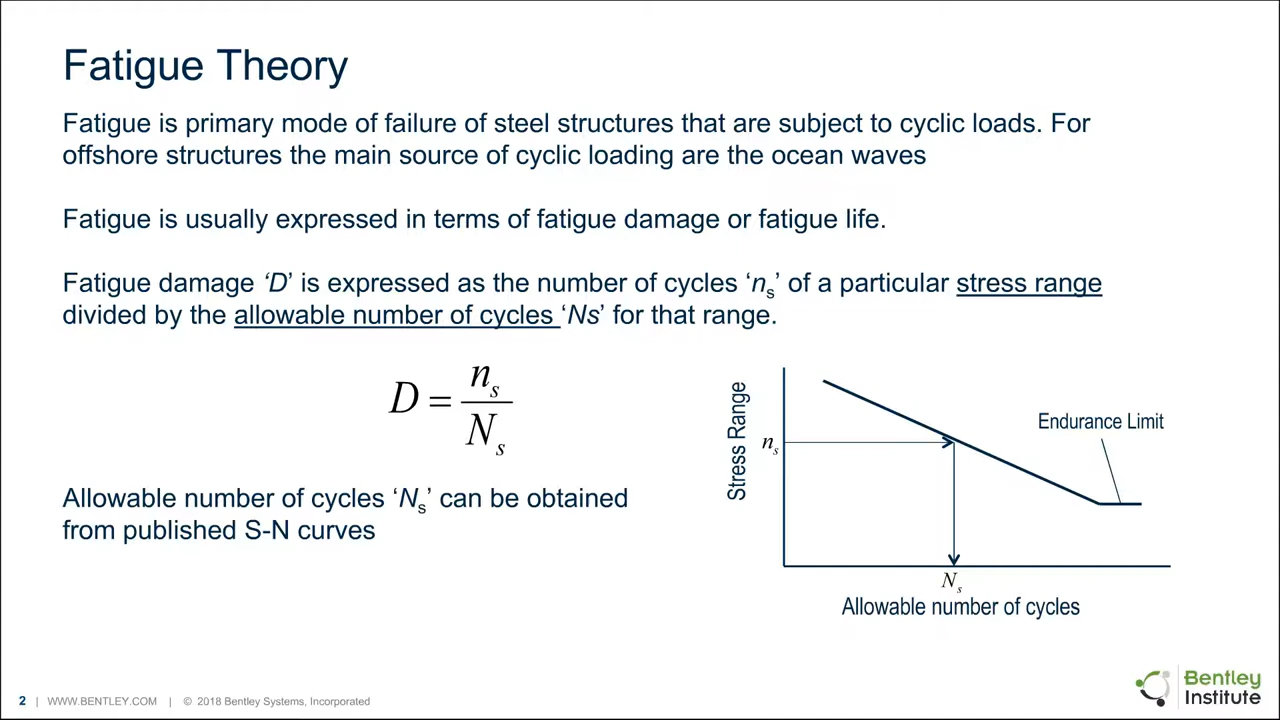 Fatigue Theory
Fatigue is primary mode of failure of steel structures that are subject to cyclic loads. For
offshore structures the main source of cyclic loading are the ocean waves
Fatigue is usually expressed in terms of fatigue damage or fatigue life.
Fatigue damage ‘D’ is expressed as the number of cycles ‘ns’ of a particular stress range
divided by the allowable number of cycles ‘Ns’ for that range.
D = ns / Ns
Allowable number of cycles ‘Ns’ can be obtained
from published S-N curves
Stress Range
ns
Endurance Limit
Ns
Allowable number of cycles
2 | WWW.BENTLEY.COM | © 2018 Bentley Systems, Incorporated
Bentley
Institute